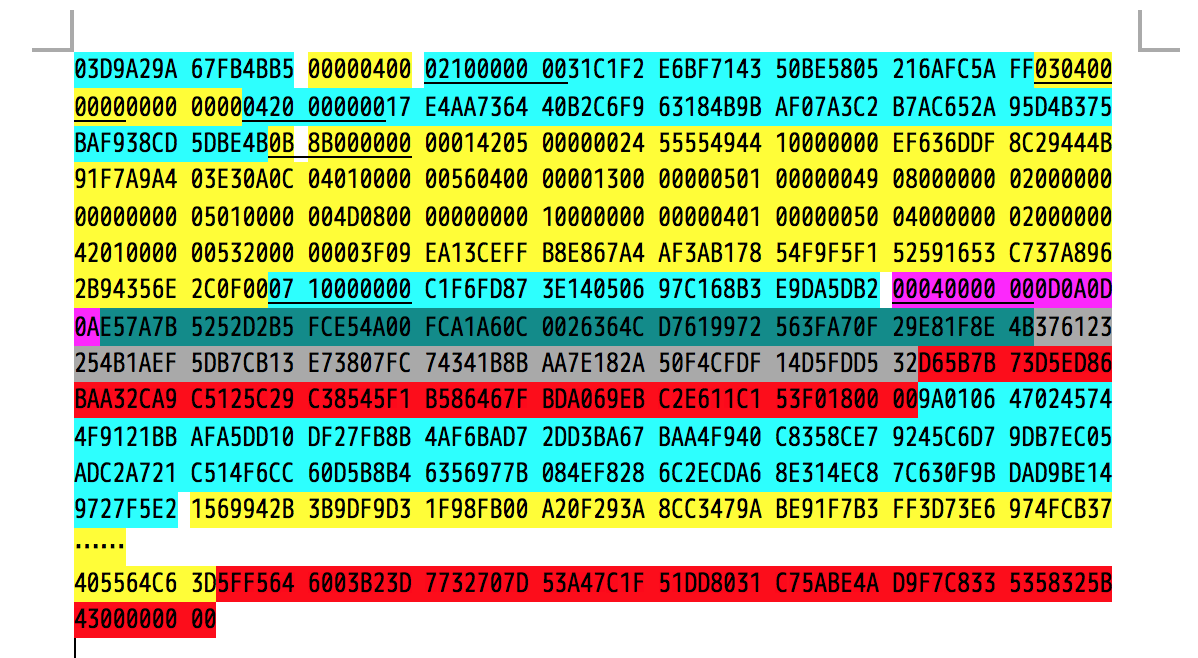 03D9A29A 67FB4BB5 00000400 02100000 0031C1F2 E6BF7143 50BE5805 216AFC5A FF030400
00000000 00000420 00000017 E4AA7364 40B2C6F9 63184B9B AF07A3C2 B7AC652A 95D4B375
BAF938CD 5DBE4B0B 8B000000 00014205 00000024 55554944 10000000 EF636DDF 8C29444B
91F7A9A4 03E30A0C 04010000 00560400 00001300 00000501 00000049 08000000 02000000
00000000 05010000 004D0800 00000000 10000000 00000401 00000050 04000000 02000000
42010000 00532000 00003F09 EA13CEFF B8E867A4 AF3AB178 54F9F5F1 52591653 C737A896
2B94356E 2C0F0007 10000000 C1F6FD87 3E140506 97C168B3 E9DA5DB2 00040000 000D0A0D
0AE57A7B 5252D2B5 FCE54A00 FCA1A60C 0026364C D7619972 563FA70F 29E81F8E 4B376123
254B1AEF 5DB7CB13 E73807FC 74341B8B AA7E182A 50F4CFDF 14D5FDD5 32D65B7B 73D5ED86
BAA32CA9 C5125C29 C38545F1 B586467F BDA069EB C2E611C1 53F01800 009A0106 47024574
4F9121BB AFA5DD10 DF27FB8B 4AF6BAD7 2DD3BA67 BAA4F940 C8358CE7 9245C6D7 9DB7EC05
ADC2A721 C514F6CC 60D5B8B4 6356977B 084EF828 6C2ECDA6 8E314EC8 7C630F9B DAD9BE14
9727F5E2 1569942B 3B9DF9D3 1F98FB00 A20F293A 8CC3479A BE91F7B3 FF3D73E6 974FCB37
……
405564C6 3D5FF564 6003B23D 7732707D 53A47C1F 51DD8031 C75ABE4A D9F7C833 5358325B
43000000 00